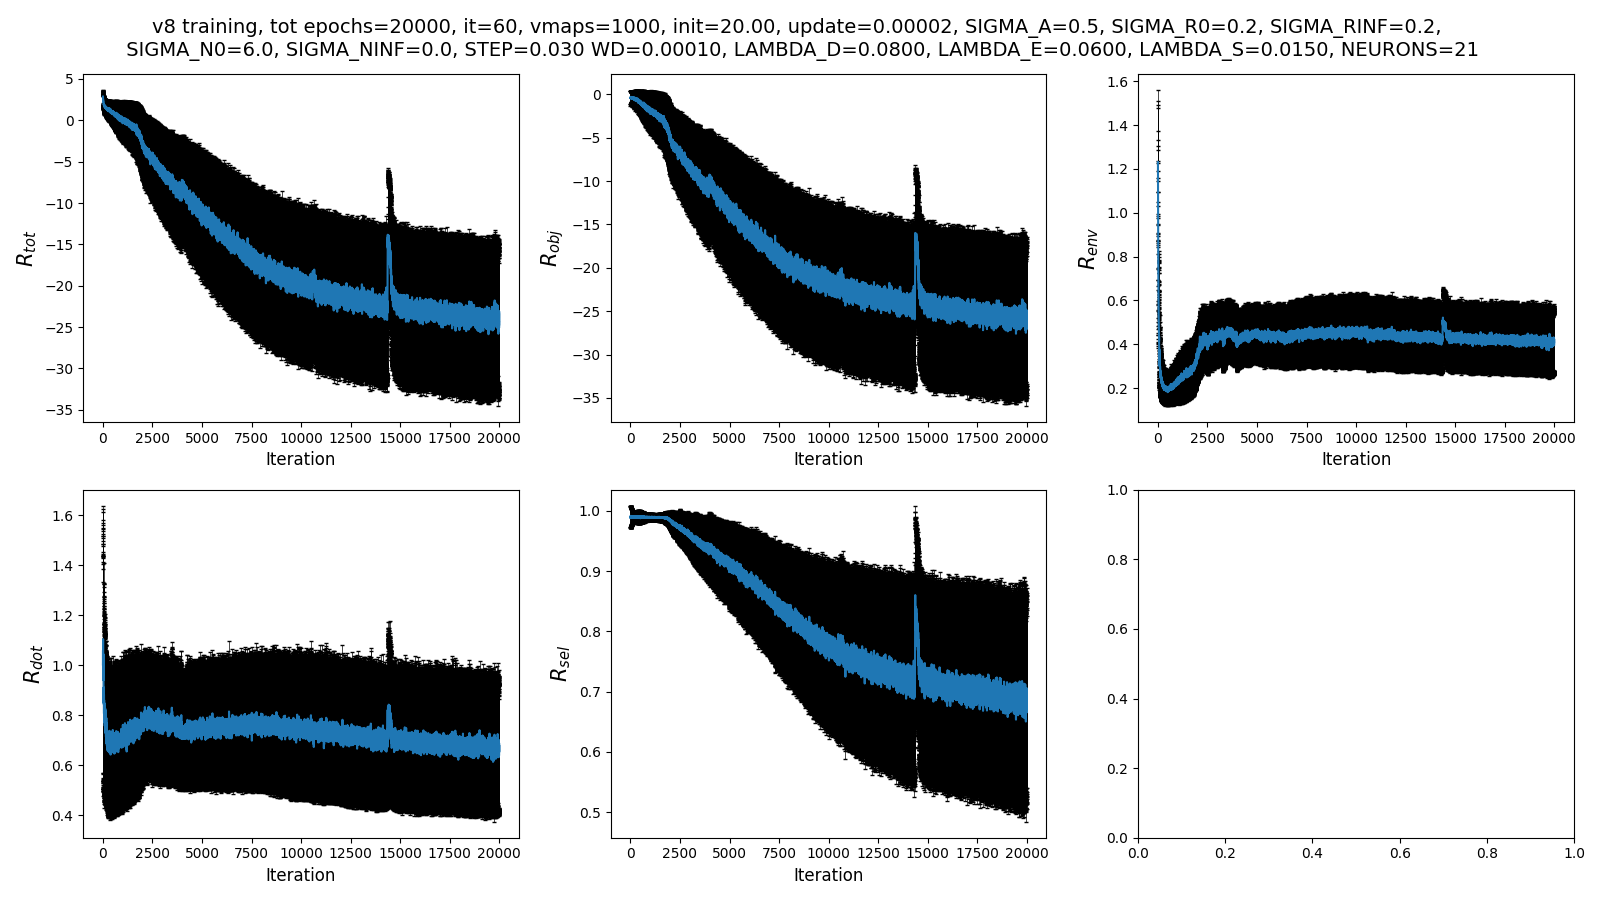 v8 training, tot epochs=20000, it=60, vmaps=1000, init=20.00, update=0.00002, SIGMA_A=0.5, SIGMA_R0=0.2, SIGMA_RINF=0.2,
SIGMA_N0=6.0, SIGMA_NINF=0.0, STEP=0.030 WD=0.00010, LAMBDA_D=0.0800, LAMBDA_E=0.0600, LAMBDA_S=0.0150, NEURONS=21
R_tot
5
0
−5
−10
−15
−20
−25
−30
−35
0 2500 5000 7500 10000 12500 15000 17500 20000
Iteration
R_obj
0
−5
−10
−15
−20
−25
−30
−35
0 2500 5000 7500 10000 12500 15000 17500 20000
Iteration
R_env
1.6
1.4
1.2
1.0
0.8
0.6
0.4
0.2
0 2500 5000 7500 10000 12500 15000 17500 20000
Iteration
R_dot
1.6
1.4
1.2
1.0
0.8
0.6
0.4
0 2500 5000 7500 10000 12500 15000 17500 20000
Iteration
R_sel
1.0
0.9
0.8
0.7
0.6
0.5
0 2500 5000 7500 10000 12500 15000 17500 20000
Iteration
1.0
0.8
0.6
0.4
0.2
0.0
0.0 0.2 0.4 0.6 0.8 1.0